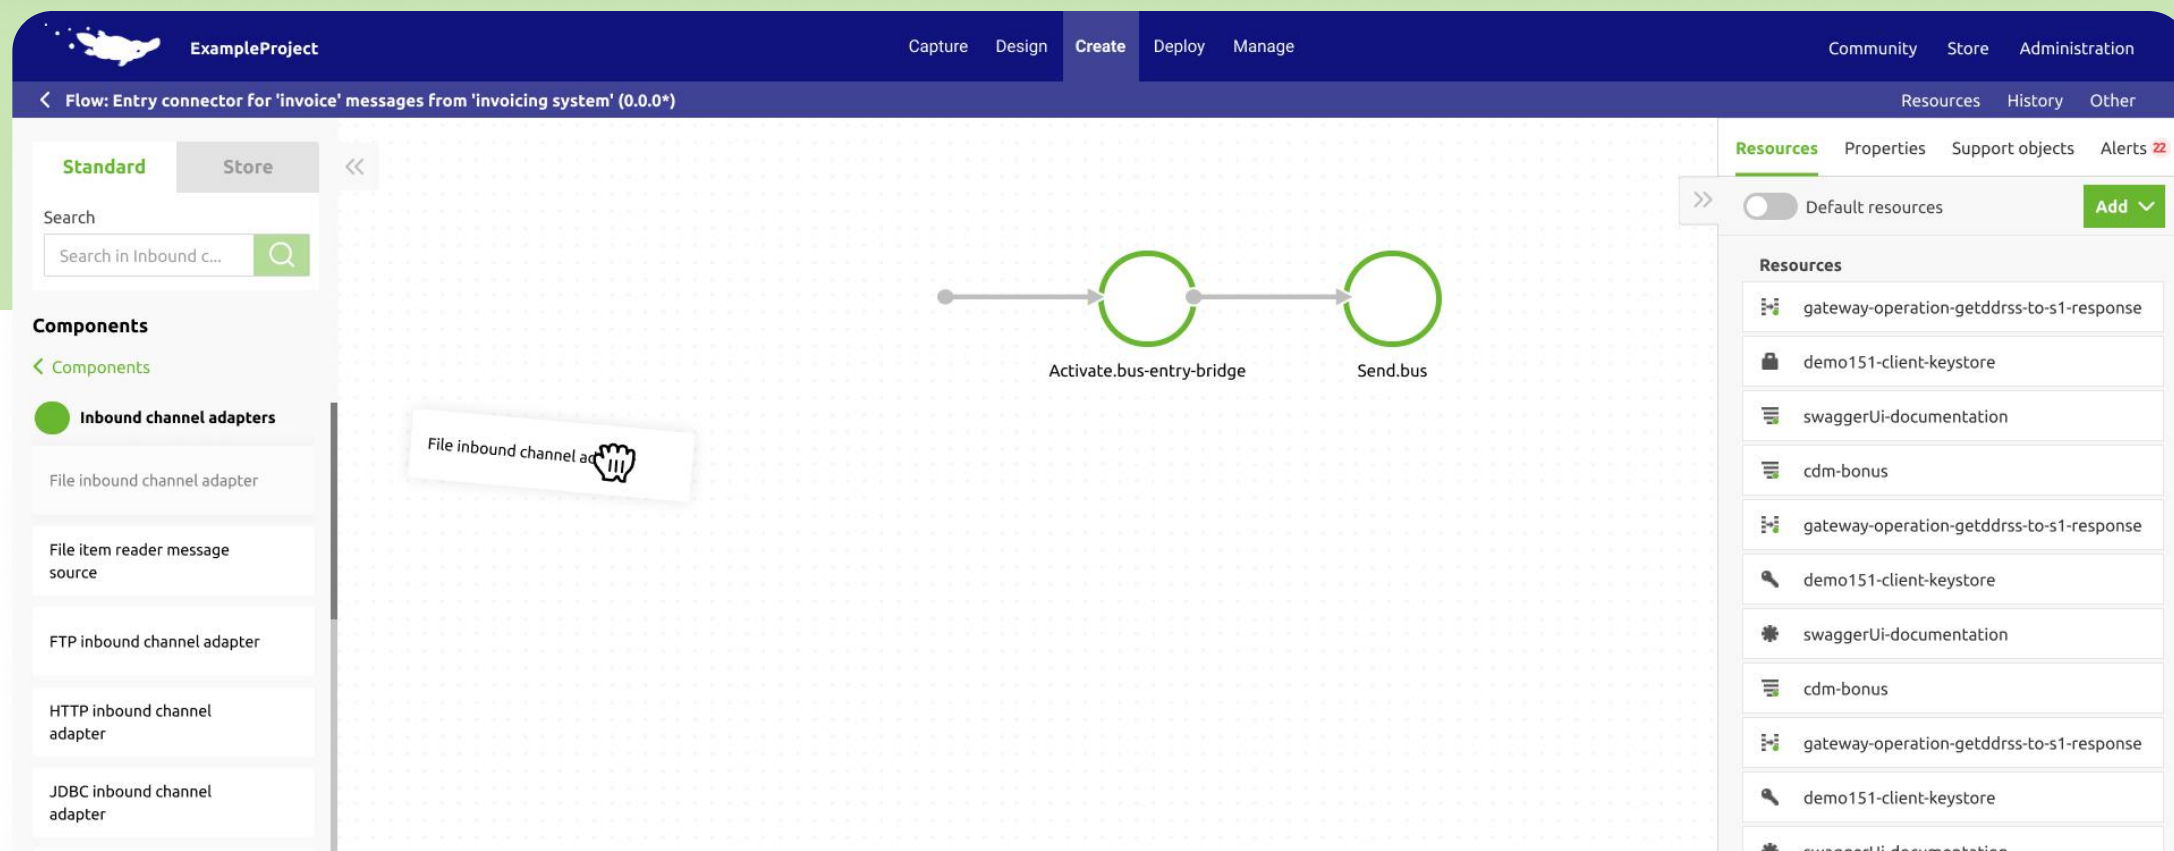 ExampleProject
Capture Design Create Deploy Manage
Community Store Administration
Flow: Entry connector for 'invoice' messages from 'invoicing system' (0.0.0*)
Resources History Other
Standard Store
Search
Search in Inbound c...
Components
Components
Inbound channel adapters
File inbound channel adapter
File item reader message
source
FTP inbound channel adapter
HTTP inbound channel
adapter
JDBC inbound channel
adapter
File inbound channel
Activate.bus-entry-bridge
Send.bus
Resources Properties Support objects Alerts 22
Default resources
Add
Resources
gateway-operation-getddrss-to-s1-response
demo151-client-keystore
swaggerUi-documentation
cdm-bonus
gateway-operation-getddrss-to-s1-response
demo151-client-keystore
swaggerUi-documentation
cdm-bonus
gateway-operation-getddrss-to-s1-response
demo151-client-keystore